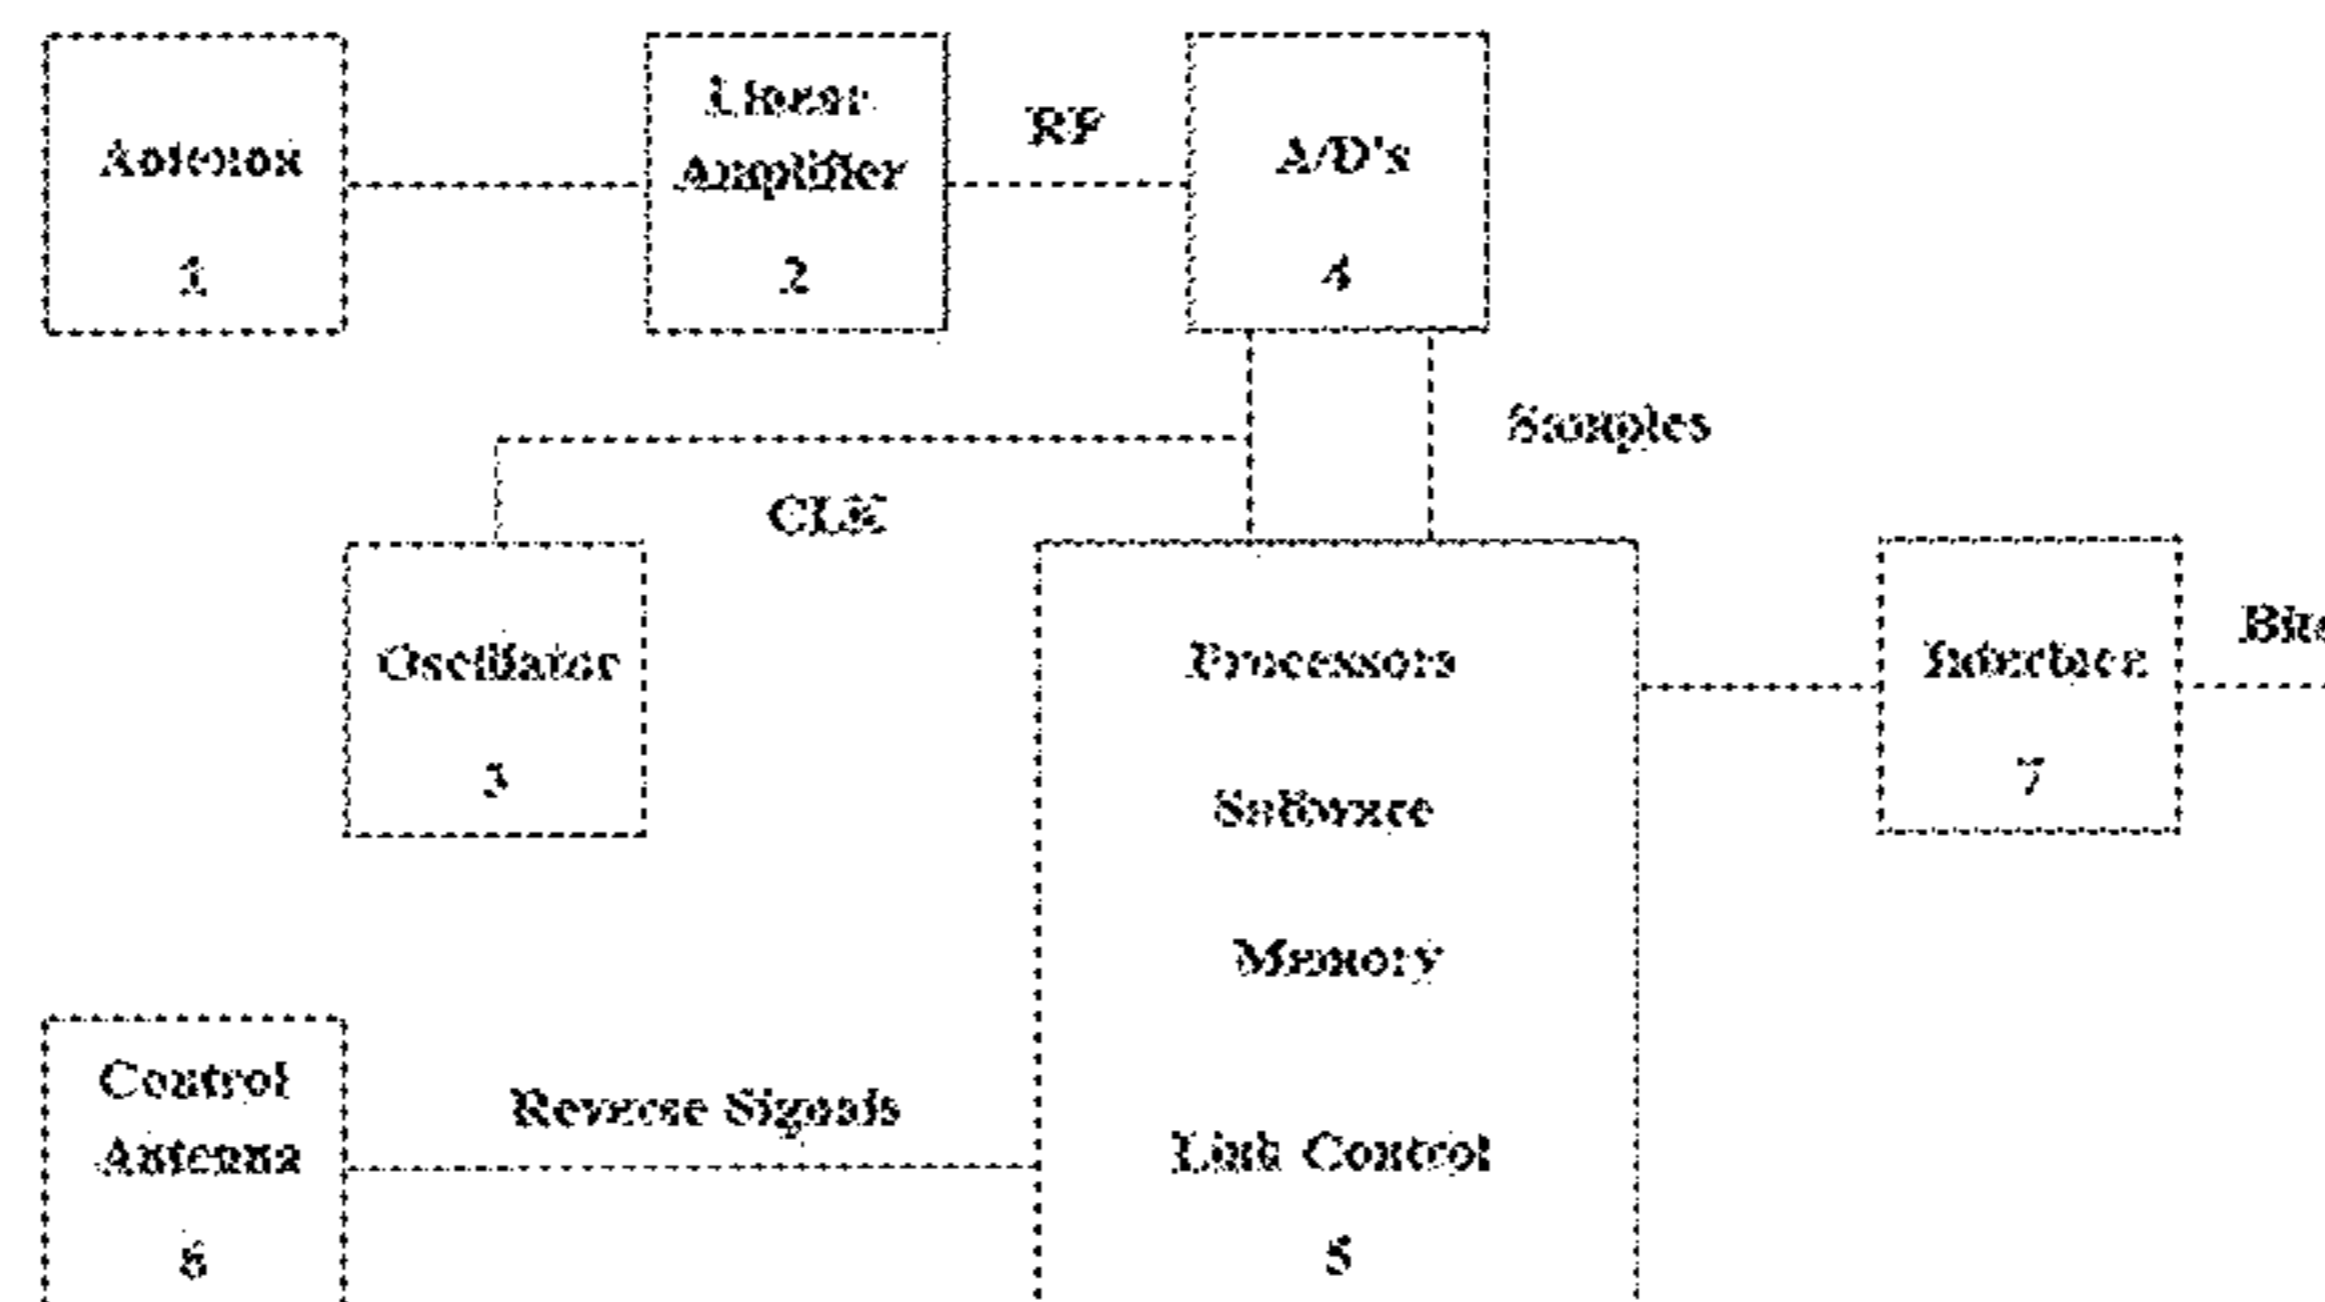 Antenna
1
Linear
Amplifier
2
RF
A/D's
4
Samples
CLK
Oscillator
3
Processors
Software
Memory
Link Control
5
Interface
7
Control
Antenna
6
Reverse Signals